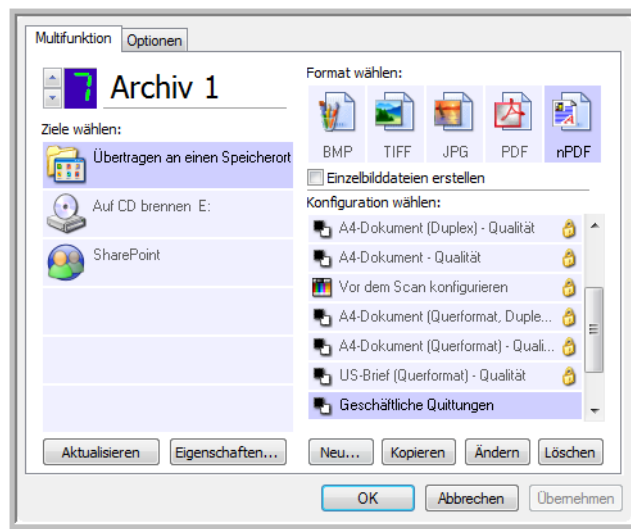 Multifunktion
Optionen
7
Archiv 1
Ziele wählen:
Übertragen an einen Speicherort
Auf CD brennen E:
SharePoint
Aktualisieren
Eigenschaften...
Format wählen:
BMP
TIFF
JPG
PDF
nPDF
Einzelbilddateien erstellen
Konfiguration wählen:
A4-Dokument (Duplex) - Qualität
A4-Dokument - Qualität
Vor dem Scan konfigurieren
A4-Dokument (Querformat, Duple...
A4-Dokument (Querformat) - Quali...
US-Brief (Querformat) - Qualität
Geschäftliche Quittungen
Neu...
Kopieren
Ändern
Löschen
OK
Abbrechen
Übernehmen